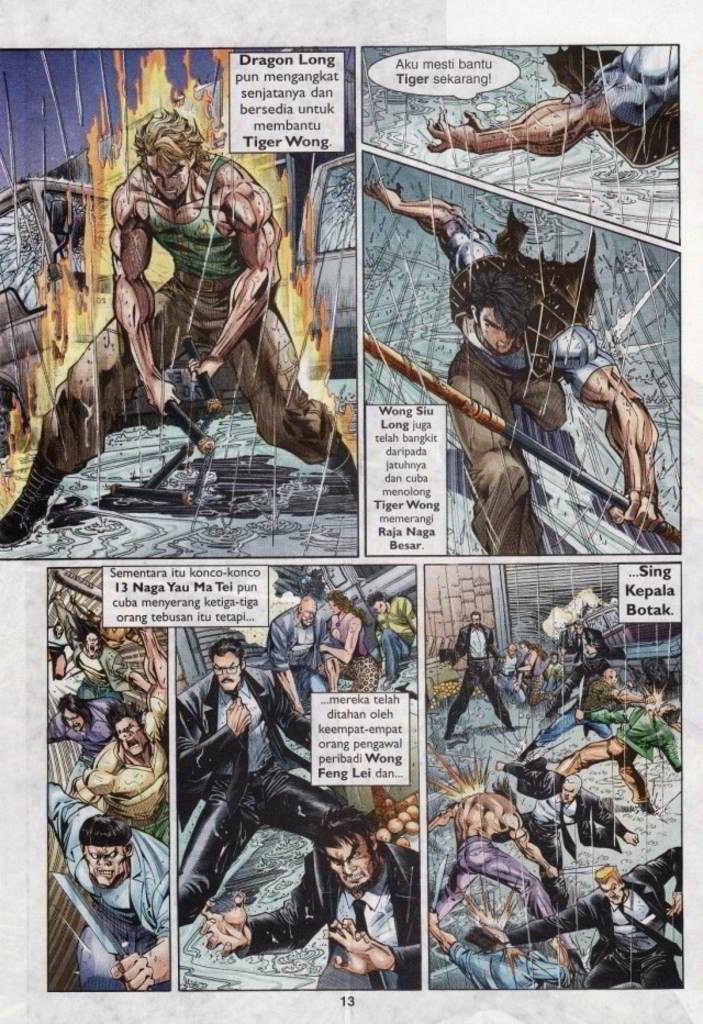 Dragon Long
pun mengangkat
senjatanya dan
bersedia untuk
membantu
Tiger Wong.
Aku mesti bantu
Tiger sekarang!
Wong Siu
Long juga
telah bangkit
daripada
jatuhnya
dan cuba
menolong
Tiger Wong
memerangi
Raja Naga
Besar.
Sementara itu konco-konco
13 Naga Yau Ma Tei pun
cuba menyerang ketiga-tiga
orang tebusan itu tetapi...
...mereka telah
ditahan oleh
keempat-empat
orang pengawal
peribadi Wong
Feng Lei dan...
...Sing
Kepala
Botak.
13